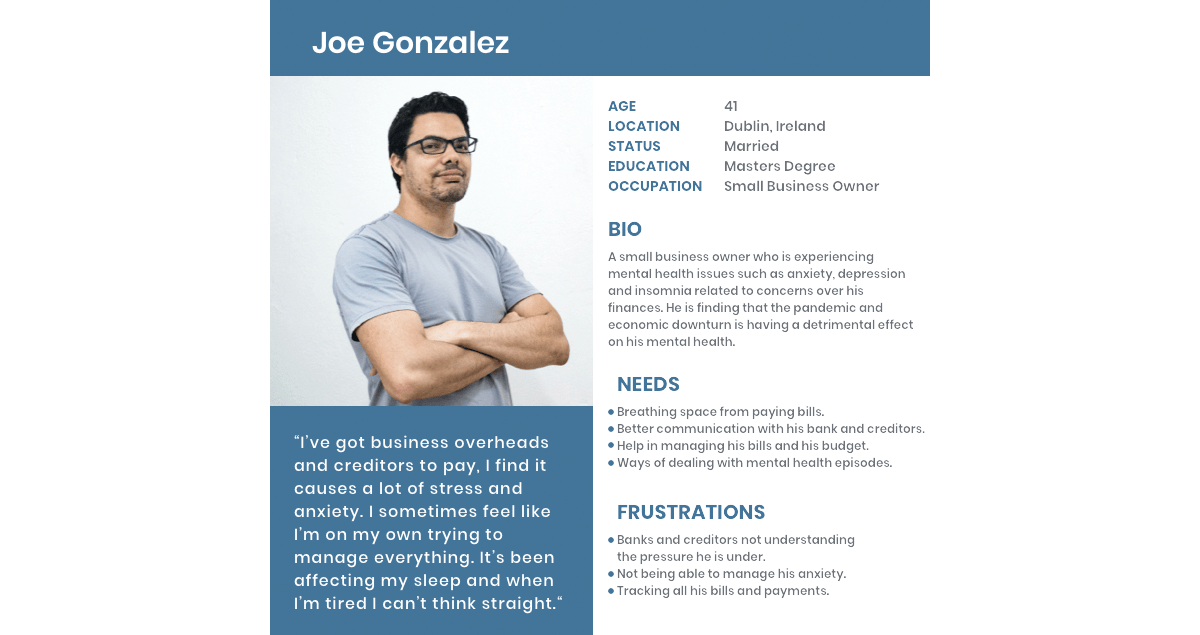 Joe Gonzalez
AGE 41
LOCATION Dublin, Ireland
STATUS Married
EDUCATION Masters Degree
OCCUPATION Small Business Owner
BIO
A small business owner who is experiencing
mental health issues such as anxiety, depression
and insomnia related to concerns over his
finances. He is finding that the pandemic and
economic downturn is having a detrimental effect
on his mental health.
NEEDS
• Breathing space from paying bills.
• Better communication with his bank and creditors.
• Help in managing his bills and his budget.
• Ways of dealing with mental health episodes.
FRUSTRATIONS
• Banks and creditors not understanding
the pressure he is under.
• Not being able to manage his anxiety.
• Tracking all his bills and payments.
“I’ve got business overheads
and creditors to pay, I find it
causes a lot of stress and
anxiety. I sometimes feel like
I’m on my own trying to
manage everything. It’s been
affecting my sleep and when
I’m tired I can’t think straight.“